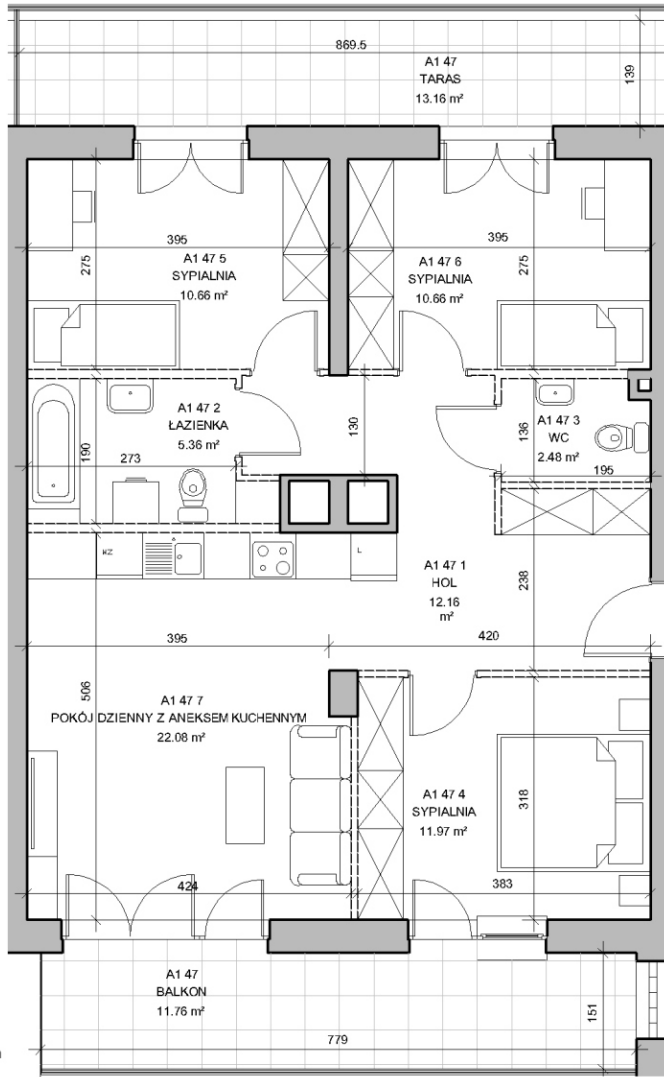 869.5
A1 47
TARAS
13.16 m²
139
395
275
A1 47 5
SYPIALNIA
10.66 m²
395
A1 47 6
SYPIALNIA
10.66 m²
275
A1 47 2
ŁAZIENKA
5.36 m²
190
273
130
136
A1 47 3
WC
2.48 m²
195
KZ
L
A1 47 1
HOL
12.16
m²
238
395
420
506
A1 47 7
POKÓJ DZIENNY Z ANEKSEM KUCHENNYM
22.08 m²
A1 47 4
SYPIALNIA
11.97 m²
318
424
383
A1 47
BALKON
11.76 m²
151
779